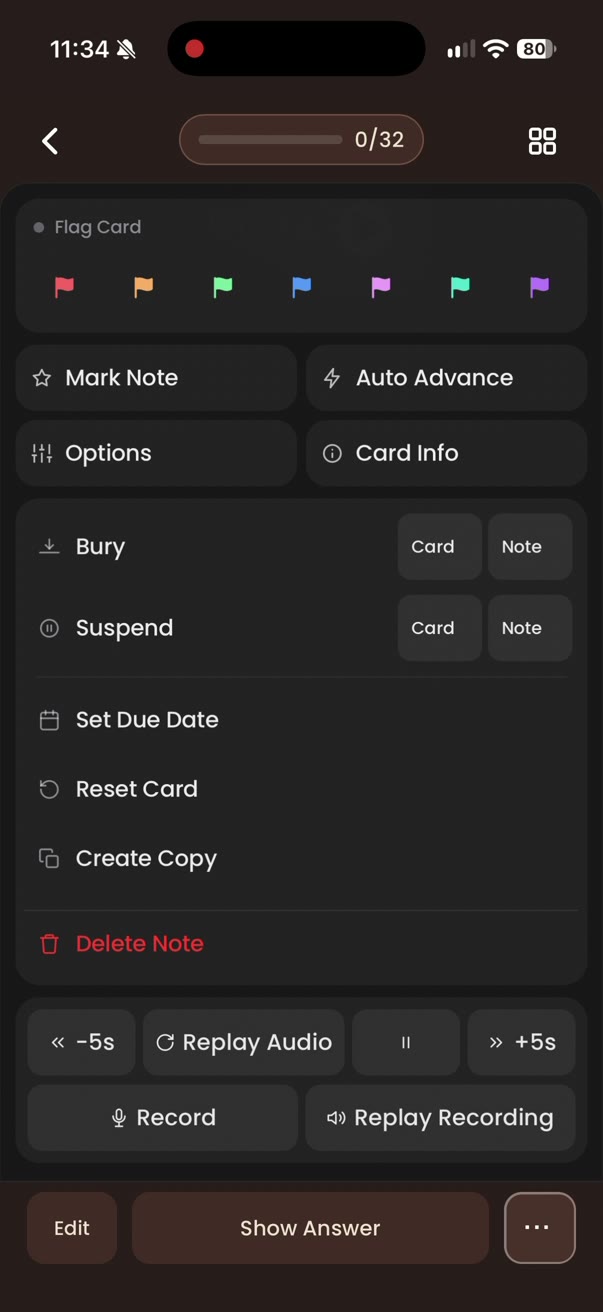 11:34
80
0/32
Flag Card
Mark Note
Auto Advance
Options
Card Info
Bury
Card
Note
Suspend
Card
Note
Set Due Date
Reset Card
Create Copy
Delete Note
-5s
Replay Audio
+5s
Record
Replay Recording
Edit
Show Answer
...